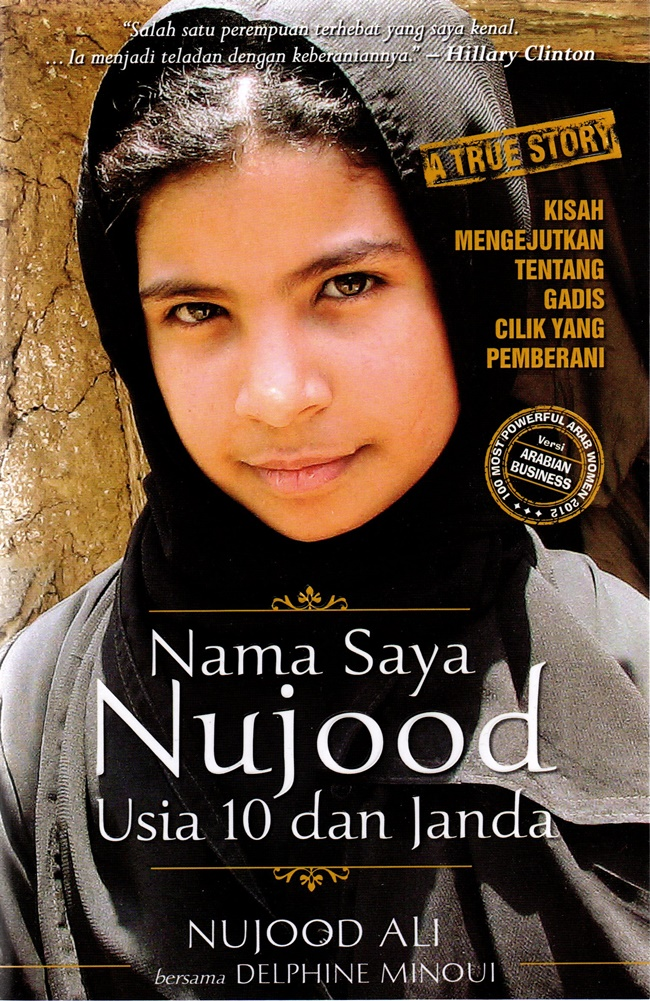 “Salah satu perempuan terhebat yang saya kenal.
... Ia menjadi teladan dengan keberaniannya.” — Hillary Clinton
A TRUE STORY
KISAH
MENGEJUTKAN
TENTANG
GADIS
CILIK YANG
PEMBERANI
100 MOST POWERFUL ARAB WOMEN 2012
Versi
ARABIAN
BUSINESS
Nama Saya
Nujood
Usia 10 dan Janda
NUJOOD ALI
bersama DELPHINE MINOUI